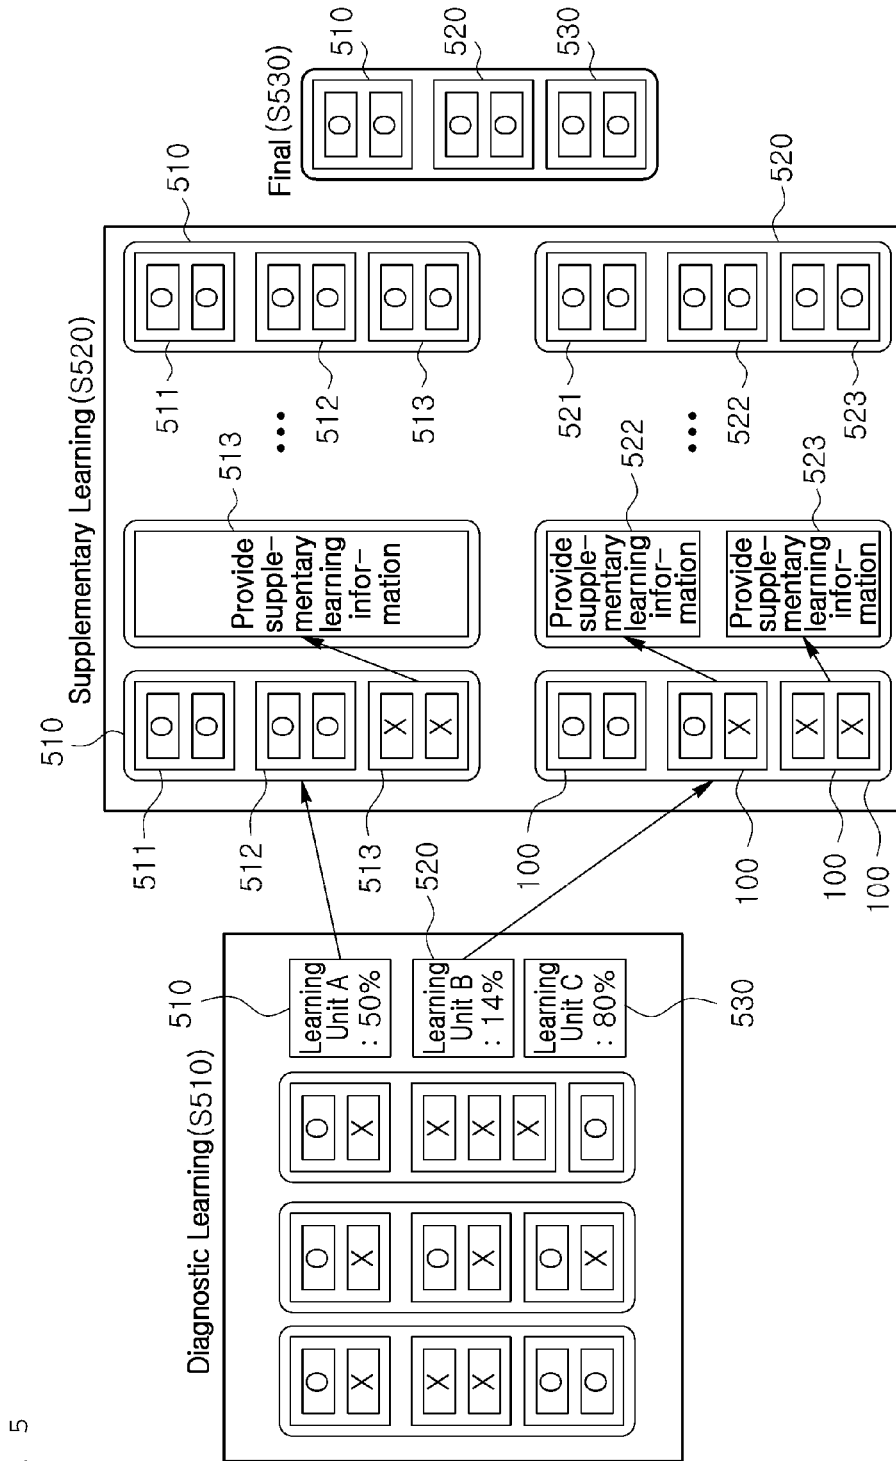 5
Diagnostic Learning(S510)
O
X
X
X
O
O
O
X
O
X
O
X
O
X
X
X
X
O
510
Learning
Unit A
: 50%
520
Learning
Unit B
: 14%
Learning
Unit C
: 80%
530
Supplementary Learning(S520)
510
511
O
O
512
O
O
513
X
X
513
Provide
supple-
mentary
learning
infor-
mation
•••
510
511
O
O
512
O
O
513
O
O
100
O
O
100
O
X
100
X
X
100
522
Provide
supple-
mentary
learning
infor-
mation
523
Provide
supple-
mentary
learning
infor-
mation
•••
520
521
O
O
522
O
O
523
O
O
Final(S530)
510
O
O
520
O
O
530
O
O